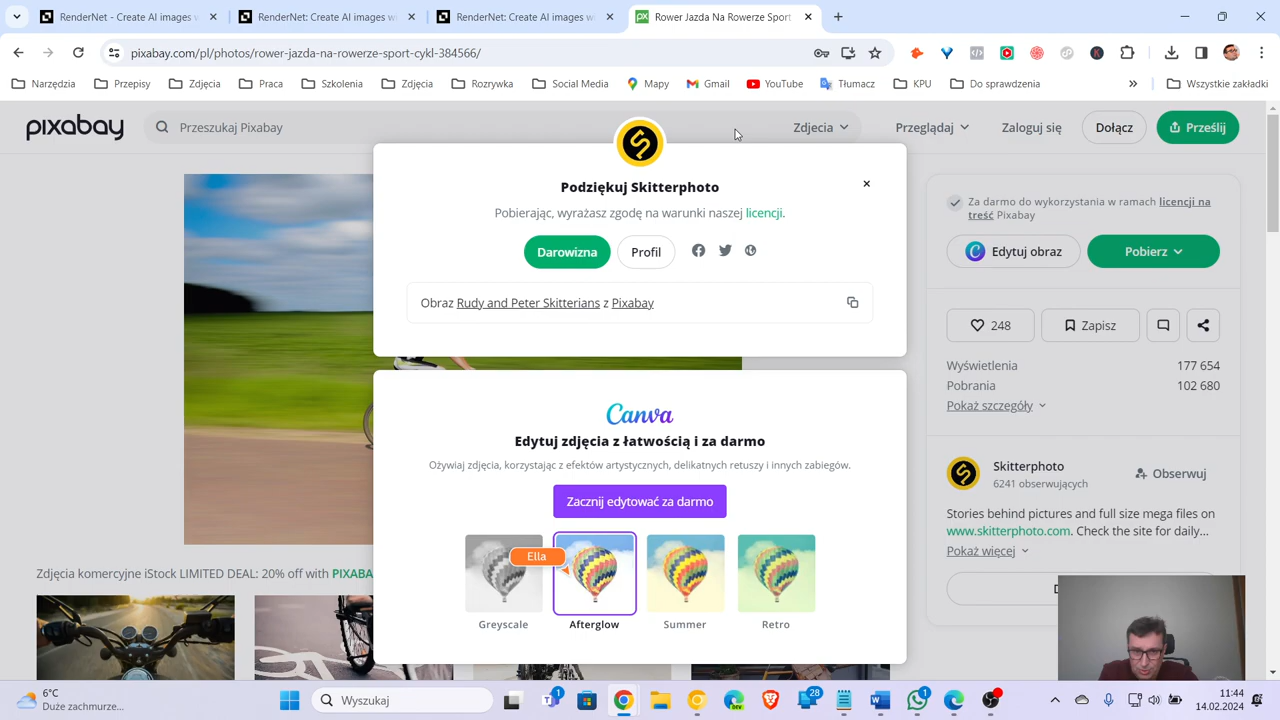 RenderNet - Create AI images w
RenderNet: Create AI images w
RenderNet: Create AI images w
Rower Jazda Na Rowerze Sport
pixabay.com/pl/photos/rower-jazda-na-rowerze-sport-cykl-384566/
Narzędzia
Przepisy
Zdjęcia
Praca
Szkolenia
Zdjęcia
Rozrywka
Social Media
Mapy
Gmail
YouTube
Tłumacz
KPU
Do sprawdzenia
Wszystkie zakładki
pixabay
Przeszukaj Pixabay
Zdjecia
Przeglądaj
Zaloguj się
Dołącz
Prześlij
Podziękuj Skitterphoto
Pobierając, wyrażasz zgodę na warunki naszej licencji.
Darowizna
Profil
Obraz Rudy and Peter Skitterians z Pixabay
Canva
Edytuj zdjęcia z łatwością i za darmo
Ożywiaj zdjęcia, korzystając z efektów artystycznych, delikatnych retuszy i innych zabiegów.
Zacznij edytować za darmo
Ella
Greyscale
Afterglow
Summer
Retro
Za darmo do wykorzystania w ramach licencji na
treść Pixabay
Edytuj obraz
Pobierz
248
Zapisz
Wyświetlenia 177 654
Pobrania 102 680
Pokaż szczegóły
Skitterphoto
6241 obserwujących
Obserwuj
Stories behind pictures and full size mega files on
www.skitterphoto.com. Check the site for daily...
Pokaż więcej
Zdjęcia komercyjne iStock LIMITED DEAL: 20% off with PIXABA
6°C
Duże zachmurze...
Wyszukaj
1
28
1
11:44
14.02.2024